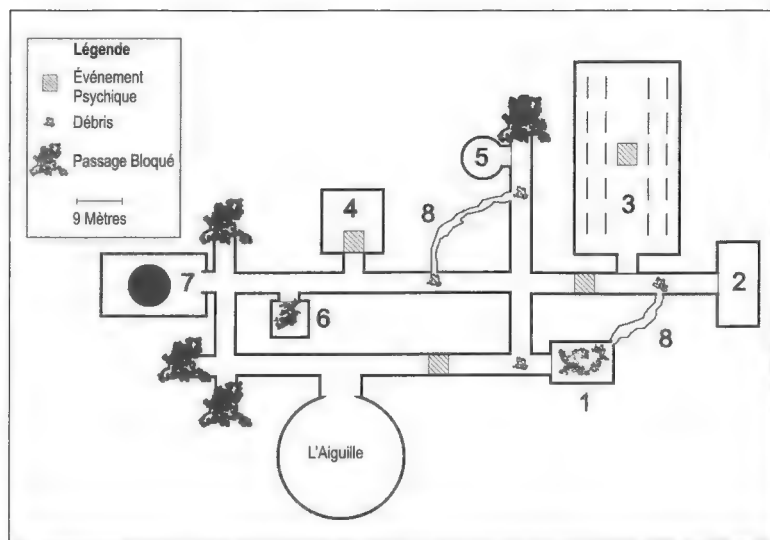 Légende
Événement
Psychique
Débris
Passage Bloqué
9 Mètres
5
3
4
8
7
2
6
8
1
L'Aiguille